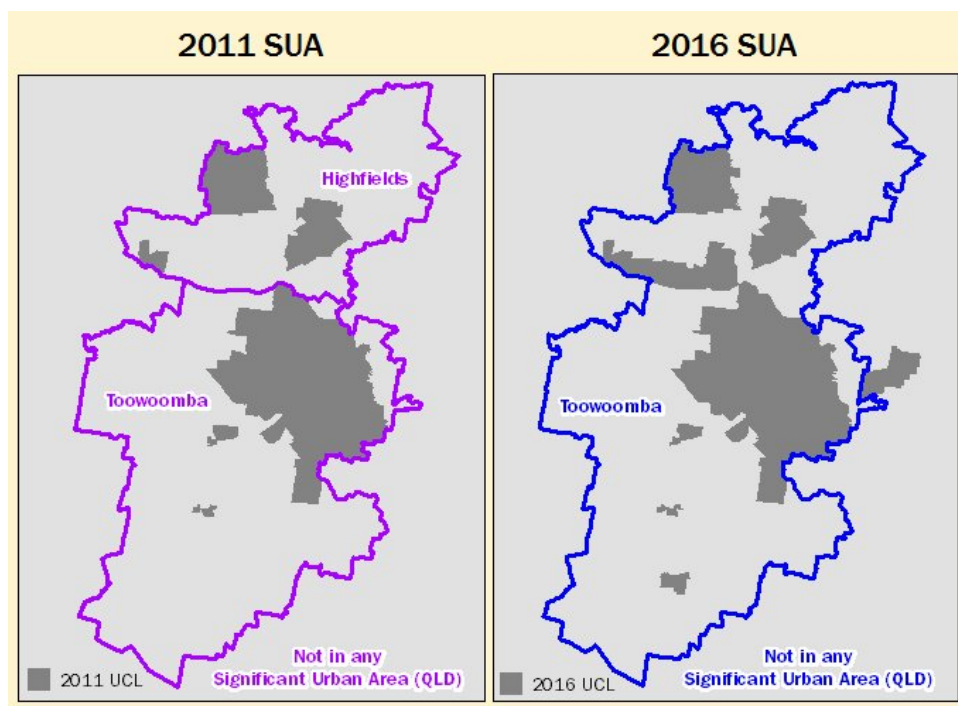 2011 SUA
Highfields
Toowoomba
Not in any
Significant Urban Area (QLD)
2011 UCL
2016 SUA
Toowoomba
Not in any
Significant Urban Area (QLD)
2016 UCL